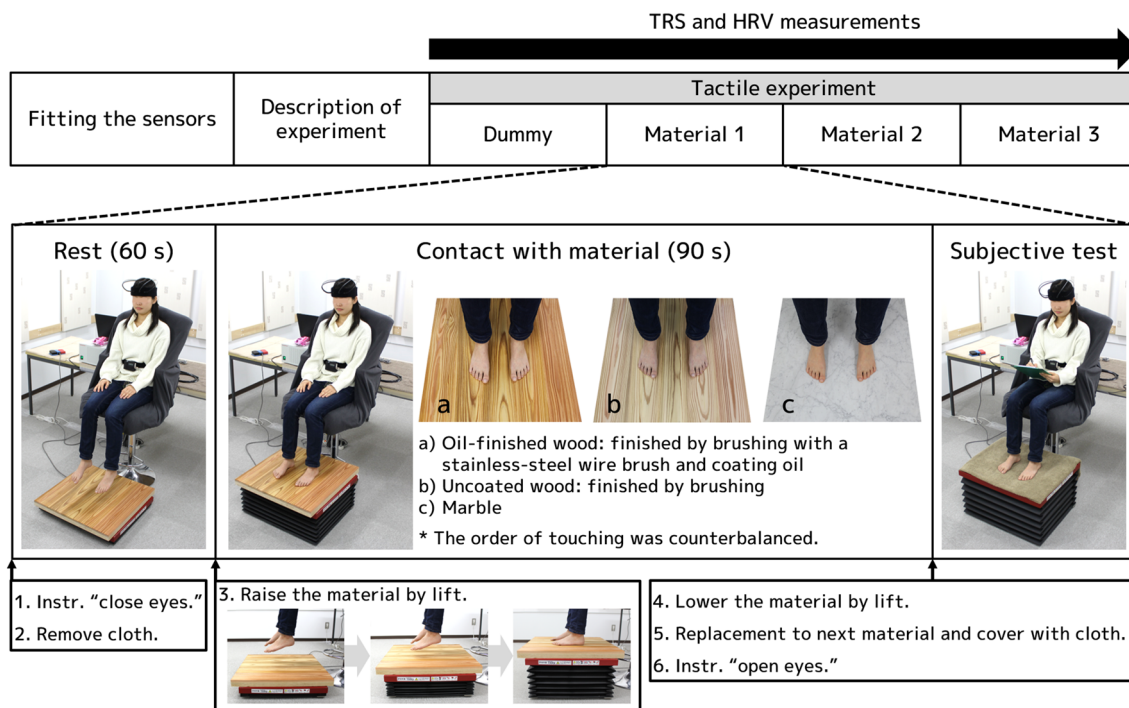 TRS and HRV measurements
Fitting the sensors
Description of
experiment
Tactile experiment
Dummy
Material 1
Material 2
Material 3
Rest (60 s)
Contact with material (90 s)
Subjective test
a
b
c
a) Oil-finished wood: finished by brushing with a
stainless-steel wire brush and coating oil
b) Uncoated wood: finished by brushing
c) Marble
* The order of touching was counterbalanced.
1. Instr. “close eyes.”
2. Remove cloth.
3. Raise the material by lift.
4. Lower the material by lift.
5. Replacement to next material and cover with cloth.
6. Instr. “open eyes.”